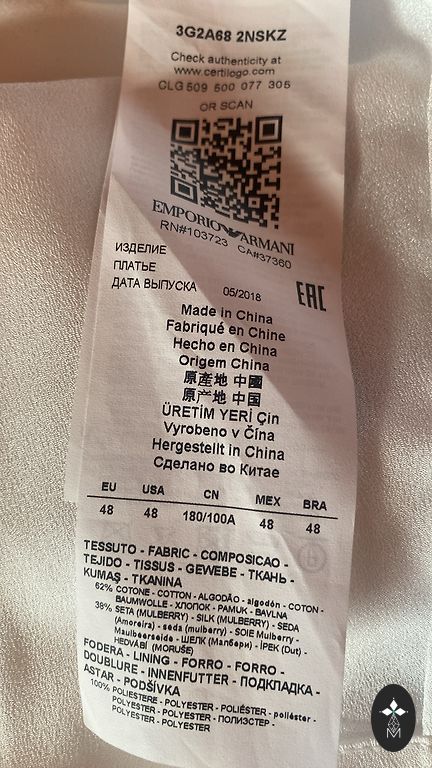 3G2A68 2NSKZ
Check authenticity at
www.certilogo.com
CLG 509 500 077 305
OR SCAN
EMPORIO ARMANI
RN#103723 CA#37360
ИЗДЕЛИЕ
ПЛАТЬЕ
ДАТА ВЫПУСКА 05/2018 EAC
Made in China
Fabriqué en Chine
Hecho en China
Origem China
原産地 中國
原产地 中国
ÜRETİM YERİ Çin
Vyrobeno v Čína
Hergestellt in China
Сделано во Китае
EU USA CN MEX BRA
48 48 180/100A 48 48
TESSUTO - FABRIC - COMPOSICAO -
TEJIDO - TISSUS - GEWEBE - ТКАНЬ -
KUMAŞ - TKANINA
62% COTONE - COTTON - ALGODÃO - algodón - COTON -
BAUMWOLLE - ХЛОПОК - PAMUK - BAVLNA
38% SETA (MULBERRY) - SILK (MULBERRY) - SEDA
(Amoreira) - seda (mulberry) - SOIE Mulberry -
Maulbeerseide - ШЕЛК (Манбери) - İPEK (Dut) -
HEDVÁBÍ (MORUŠE)
FODERA - LINING - FORRO - FORRO -
DOUBLURE - INNENFUTTER - ПОДКЛАДКА -
ASTAR - PODŠÍVKA
100% POLIESTERE - POLYESTER - POLIÉSTER - poliéster -
POLYESTER - POLYESTER - ПОЛИЭСТЕР -
POLYESTER - POLYESTER